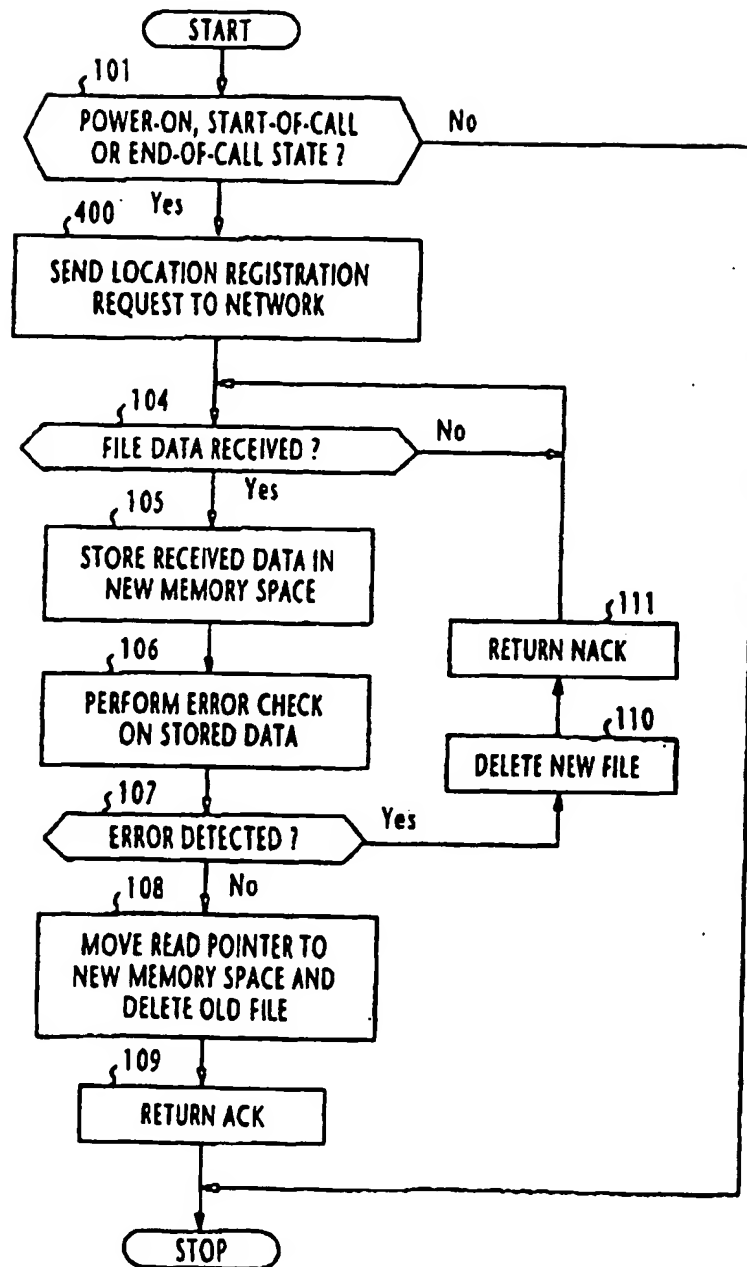 START
101
POWER-ON, START-OF-CALL
OR END-OF-CALL STATE ?
No
Yes
400
SEND LOCATION REGISTRATION
REQUEST TO NETWORK
104
FILE DATA RECEIVED ?
No
Yes
105
STORE RECEIVED DATA IN
NEW MEMORY SPACE
111
RETURN NACK
106
PERFORM ERROR CHECK
ON STORED DATA
110
DELETE NEW FILE
107
ERROR DETECTED ?
Yes
No
108
MOVE READ POINTER TO
NEW MEMORY SPACE AND
DELETE OLD FILE
109
RETURN ACK
STOP